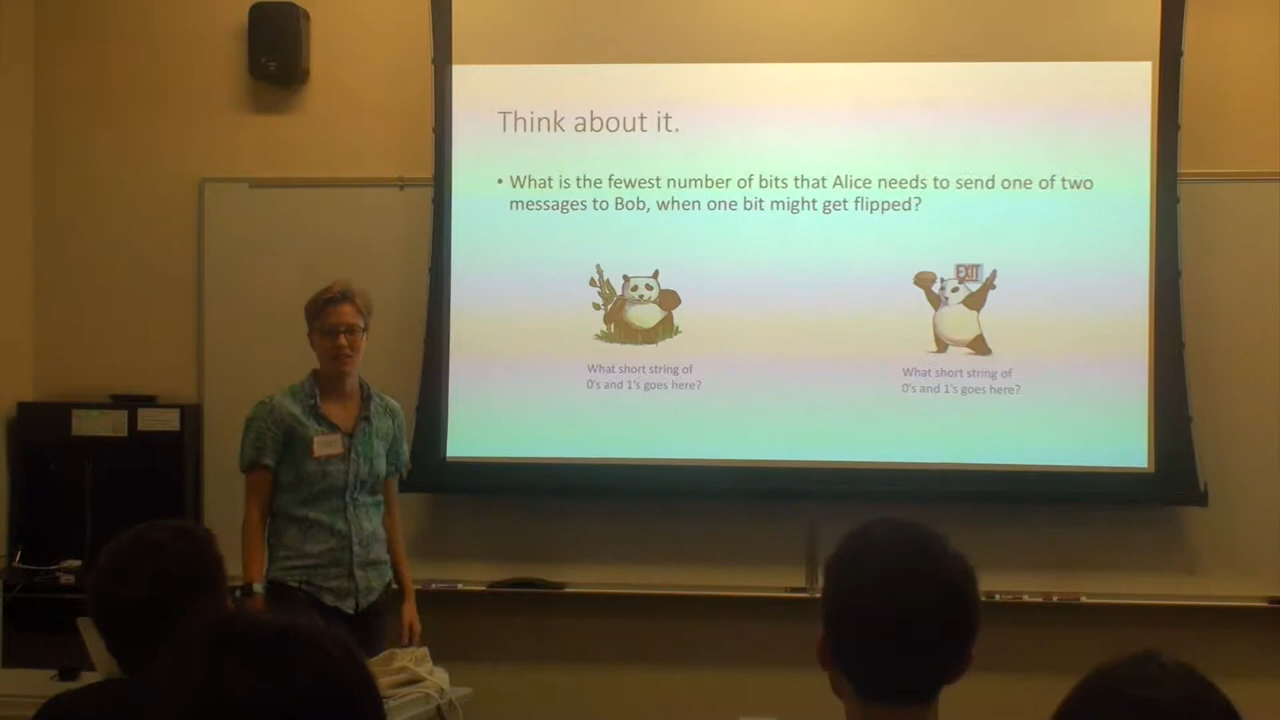 Think about it.
• What is the fewest number of bits that Alice needs to send one of two
messages to Bob, when one bit might get flipped?
EXIT
What short string of
0's and 1's goes here?
What short string of
0's and 1's goes here?